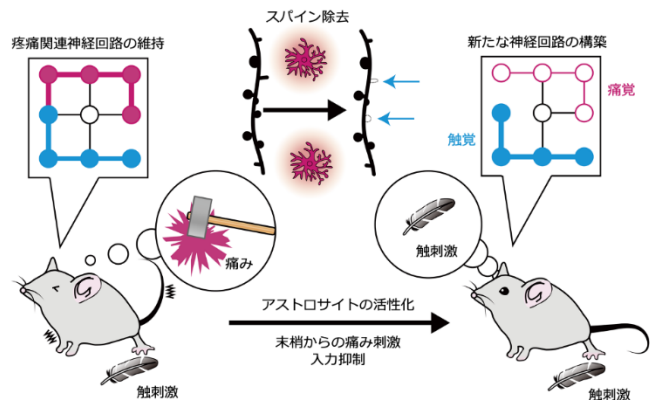 スパイン除去
疼痛関連神経回路の維持
新たな神経回路の構築
痛覚
触覚
痛み
触刺激
アストロサイトの活性化
末梢からの痛み刺激
入力抑制
触刺激
触刺激